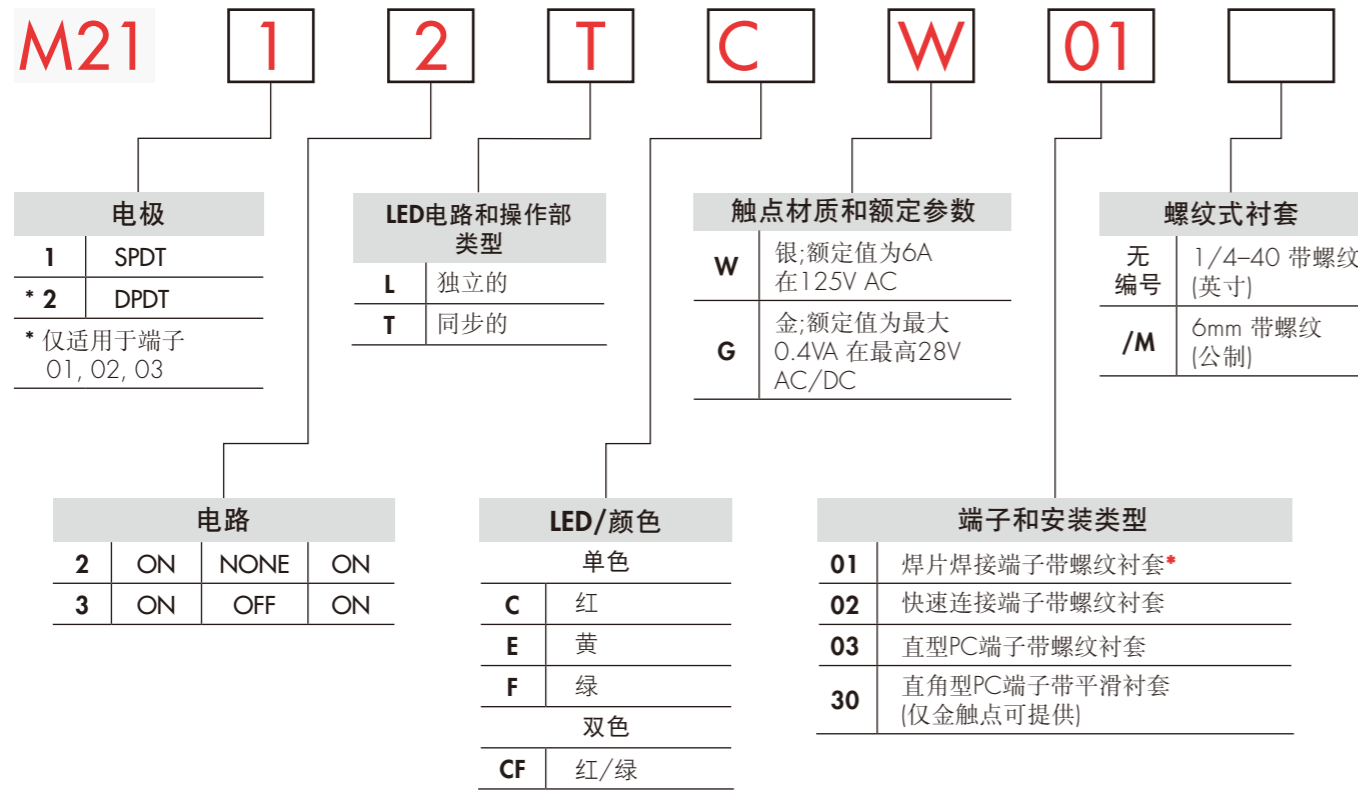 M21 1 2 T C W 01
电极
1 SPDT
* 2 DPDT
* 仅适用于端子
01, 02, 03
LED电路和操作部
类型
L 独立的
T 同步的
触点材质和额定参数
W 银;额定值为6A
在125V AC
G 金;额定值为最大
0.4VA 在最高28V
AC/DC
螺纹式衬套
无
编号 1/4-40 带螺纹
(英寸)
/M 6mm 带螺纹
(公制)
电路
2 ON NONE ON
3 ON OFF ON
LED/颜色
单色
C 红
E 黄
F 绿
双色
CF 红/绿
端子和安装类型
01 焊片焊接端子带螺纹衬套*
02 快速连接端子带螺纹衬套
03 直型PC端子带螺纹衬套
30 直角型PC端子带平滑衬套
(仅金触点可提供)